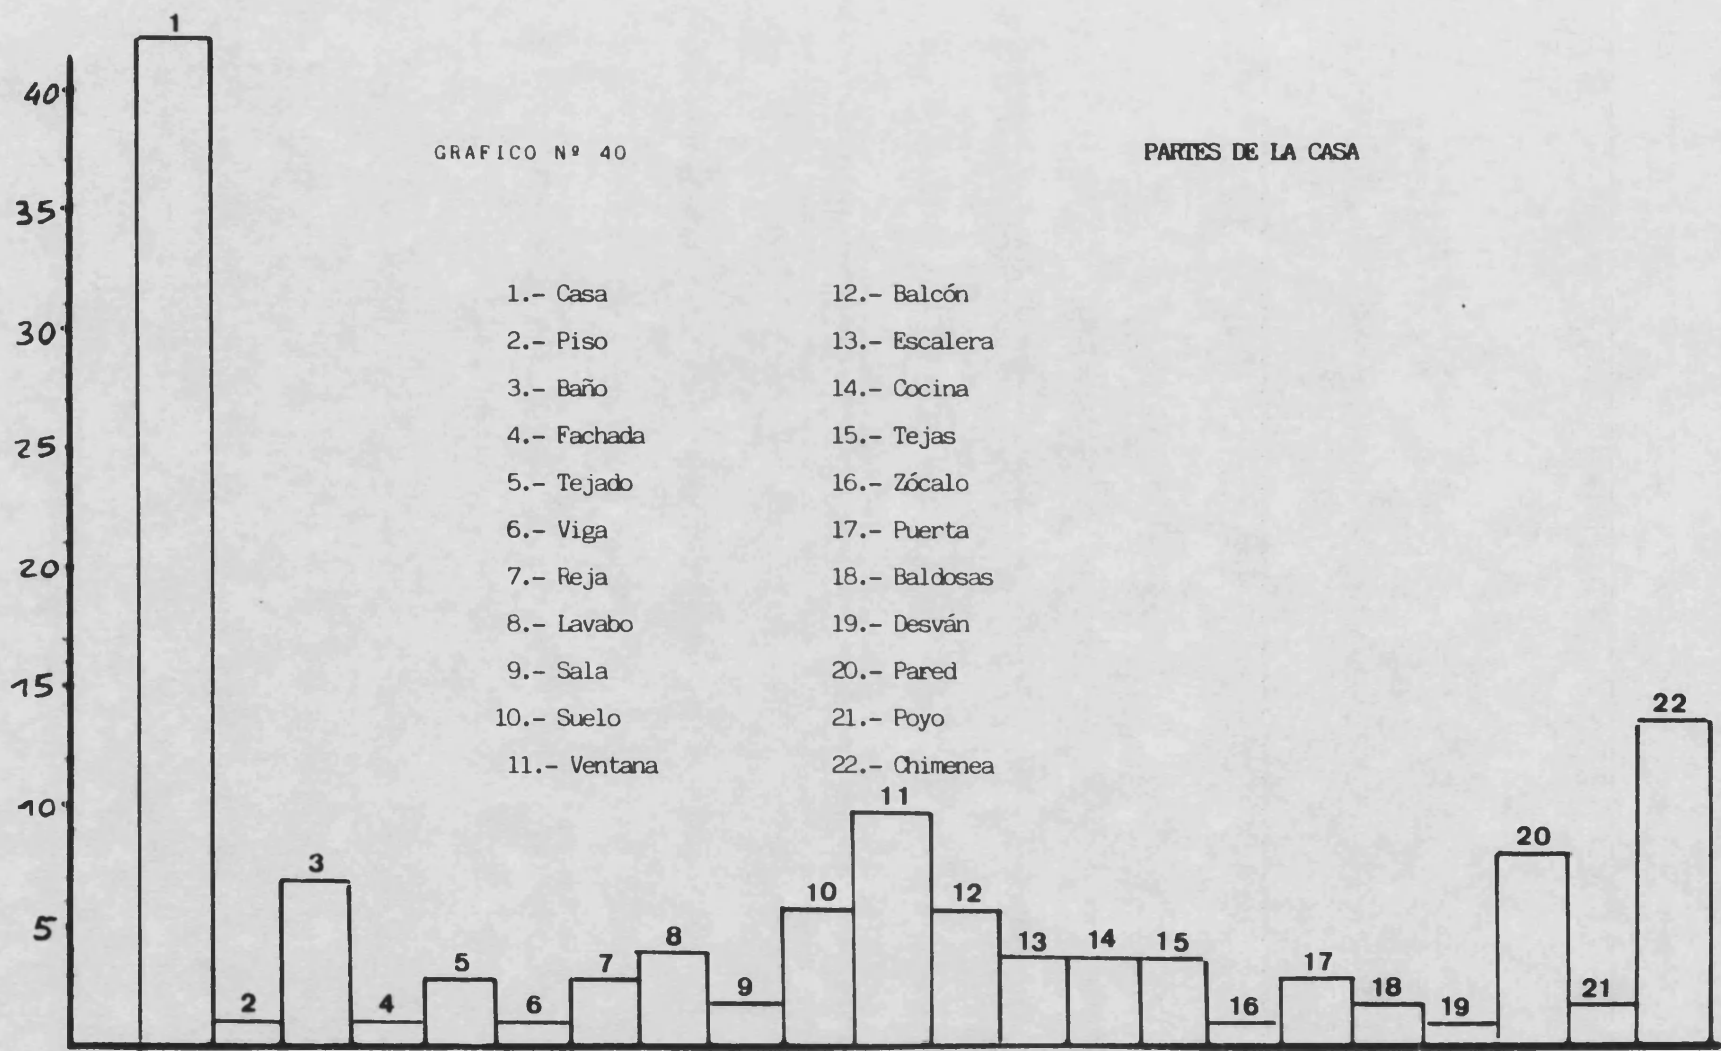 1
40
GRAFICO Nº 40
PARTES DE LA CASA
35
1.- Casa
12.- Balcón
30
2.- Piso
13.- Escalera
3.- Baño
14.- Cocina
25
4.- Fachada
15.- Tejas
5.- Tejado
16.- Zócalo
6.- Viga
17.- Puerta
20
7.- Reja
18.- Baldosas
8.- Lavabo
19.- Desván
9.- Sala
20.- Pared
15
10.- Suelo
21.- Poyo
22
11.- Ventana
22.- Chimenea
10
11
3
20
10
12
5
8
13
14
15
5
7
17
2
4
6
9
16
18
19
21